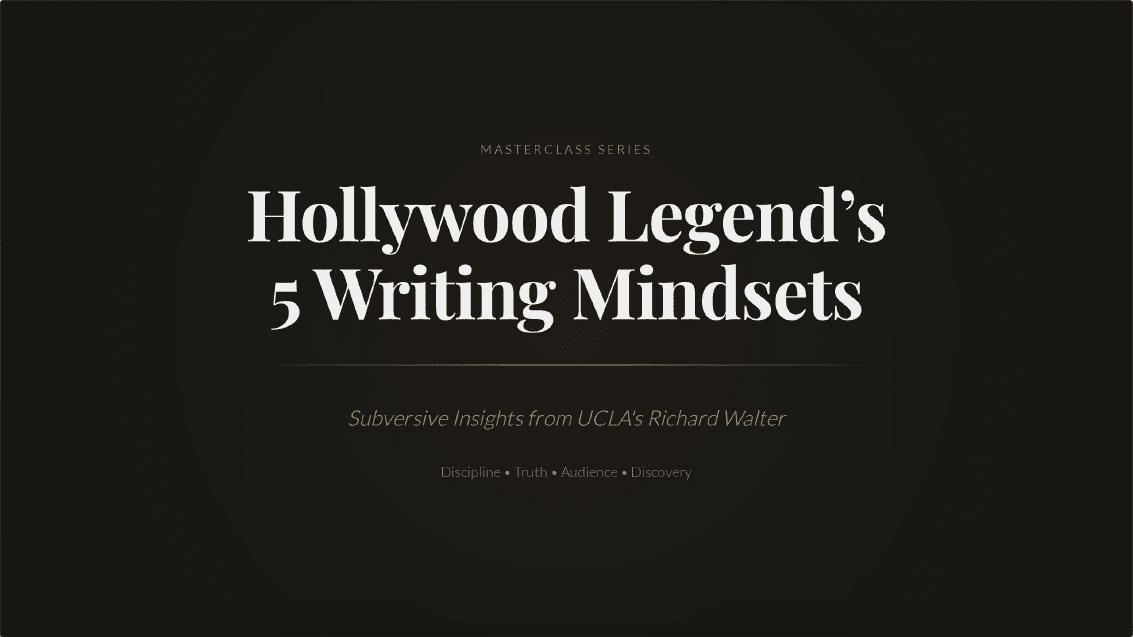 MASTERCLASS SERIES
Hollywood Legend’s
5 Writing Mindsets
Subversive Insights from UCLA's Richard Walter
Discipline • Truth • Audience • Discovery